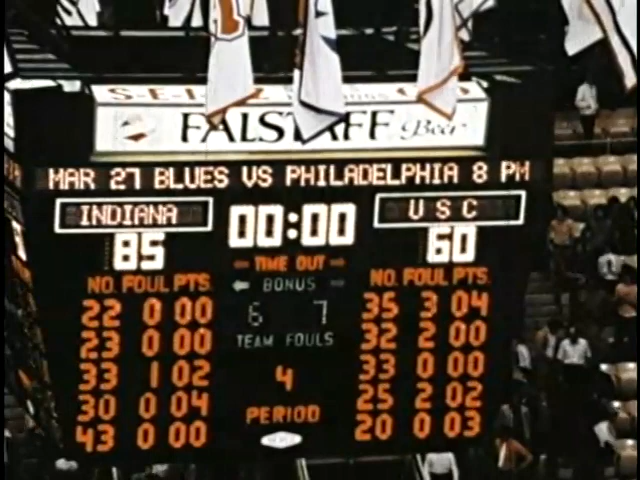 FALSTAFF Beer
MAR 27 BLUES VS PHILADELPHIA 8 PM
INDIANA 00:00 U S C
85 60
TIME OUT
BONUS
NO. FOUL PTS. NO. FOUL PTS.
22 0 00 6 7 35 3 04
23 0 00 TEAM FOULS 32 2 00
33 1 02 4 33 0 00
30 0 04 PERIOD 25 2 02
43 0 00 20 0 03